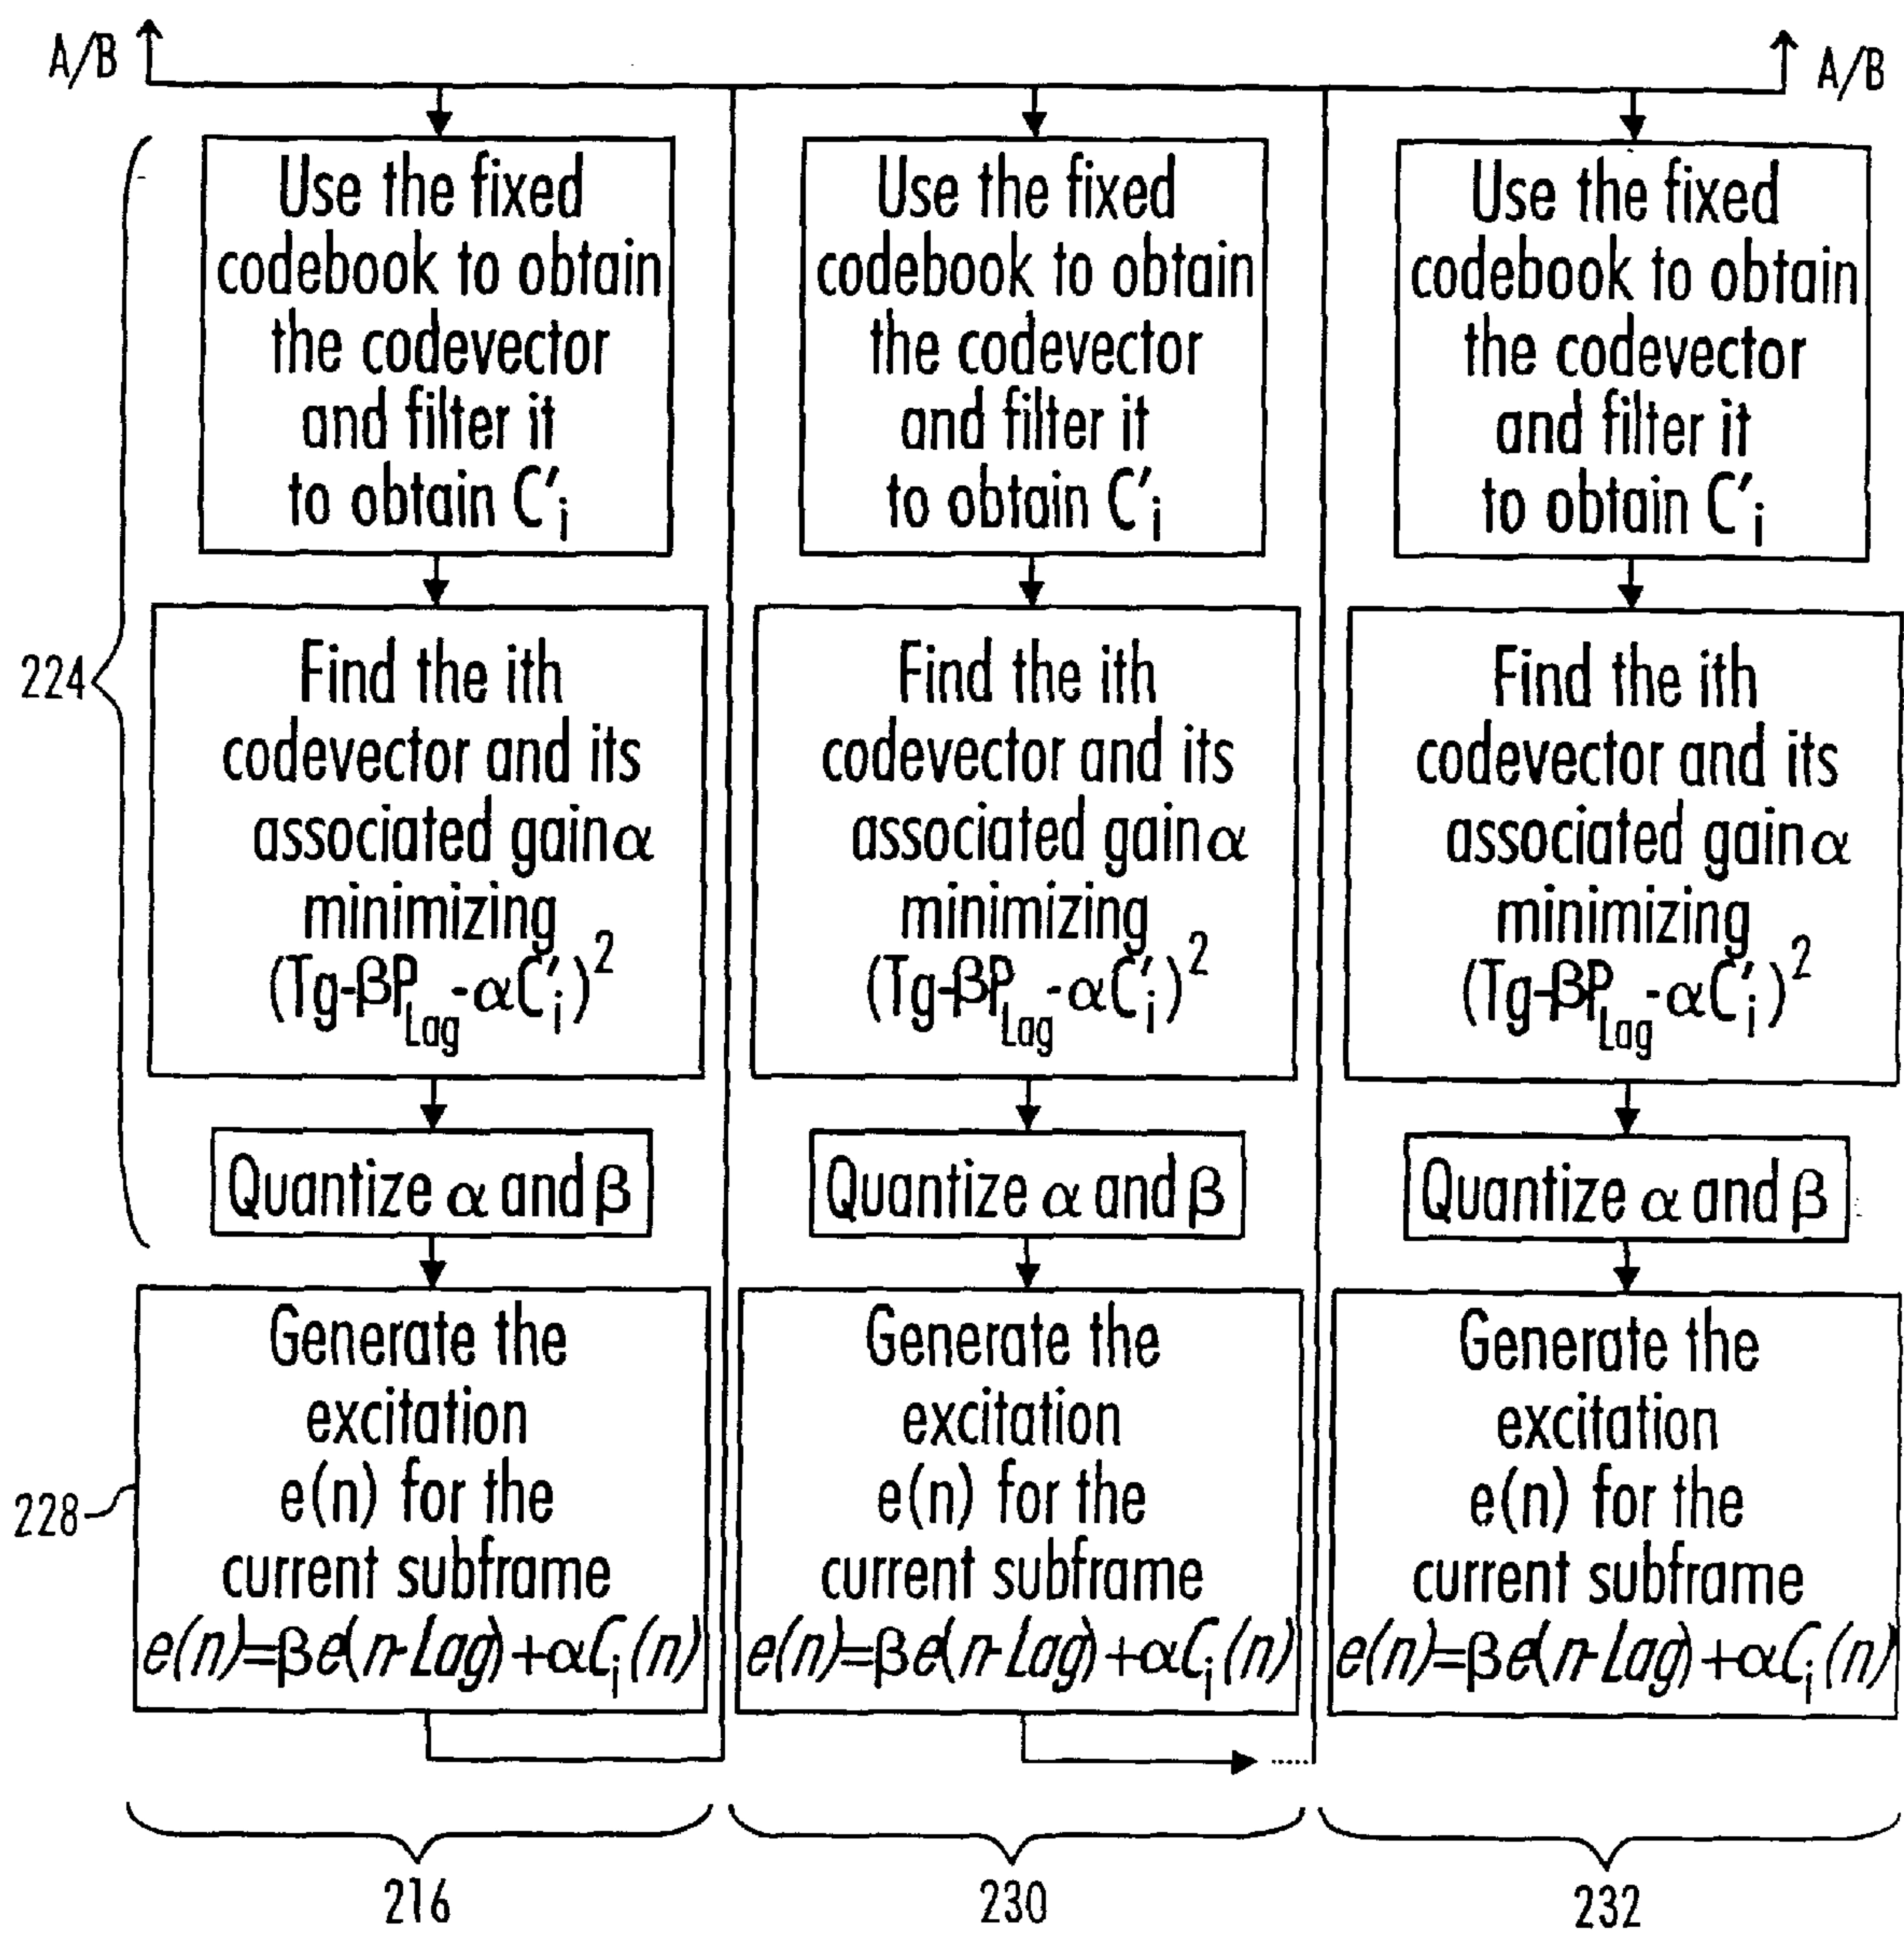 A/B
A/B
Use the fixed
codebook to obtain
the codevector
and filter it
to obtain C′i
Find the ith
codevector and its
associated gain α
minimizing
(Tg-βPLag-αC′i)²
Quantize α and β
Generate the
excitation
e(n) for the
current subframe
e(n)=βe(n-Lag)+αCi(n)
224
228
216
Use the fixed
codebook to obtain
the codevector
and filter it
to obtain C′i
Find the ith
codevector and its
associated gain α
minimizing
(Tg-βPLag-αC′i)²
Quantize α and β
Generate the
excitation
e(n) for the
current subframe
e(n)=βe(n-Lag)+αCi(n)
230
Use the fixed
codebook to obtain
the codevector
and filter it
to obtain C′i
Find the ith
codevector and its
associated gain α
minimizing
(Tg-βPLag-αC′i)²
Quantize α and β
Generate the
excitation
e(n) for the
current subframe
e(n)=βe(n-Lag)+αCi(n)
232